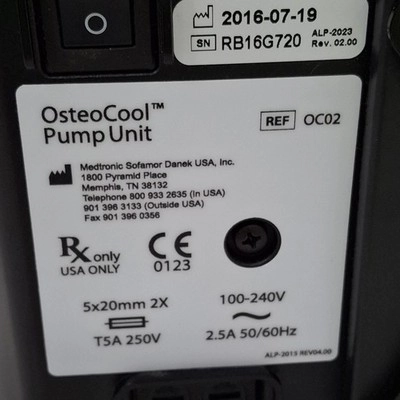 2016-07-19
ALP-2023
SN RB16G720 Rev. 02.00
OsteoCool™
Pump Unit
REF OC02
Medtronic Sofamor Danek USA, Inc.
1800 Pyramid Place
Memphis, TN 38132
Telephone 800 933 2635 (In USA)
901 396 3133 (Outside USA)
Fax 901 396 0356
Rx only
USA ONLY
CE
0123
5x20mm 2X
T5A 250V
100-240V
2.5A 50/60Hz
ALP-2015 REV04.00